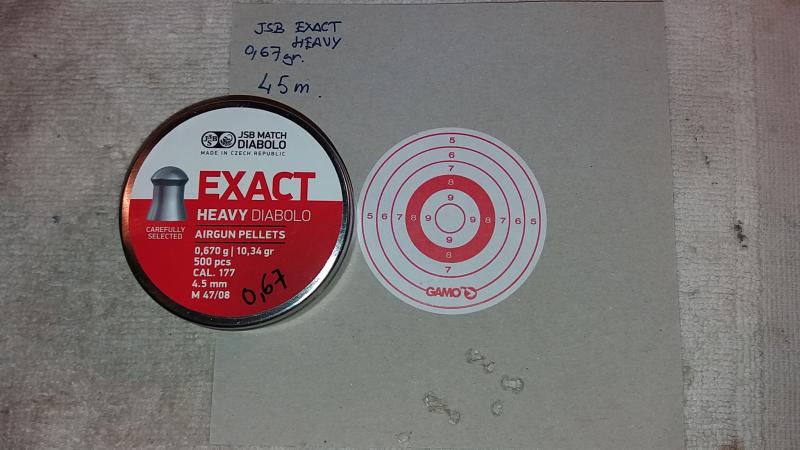 JSB EXACT
HEAVY
0,67 gr.
45m.
JSB
JSB MATCH
DIABOLO
MADE IN CZECH REPUBLIC
EXACT
HEAVY DIABOLO
CAREFULLY
SELECTED
AIRGUN PELLETS
0,670 g | 10,34 gr
500 pcs
CAL. 177
4.5 mm
M 47/08
0,67
5
6
7
8
9
5 6 7 8 9 9 8 7 6 5
9
8
7
GAMO